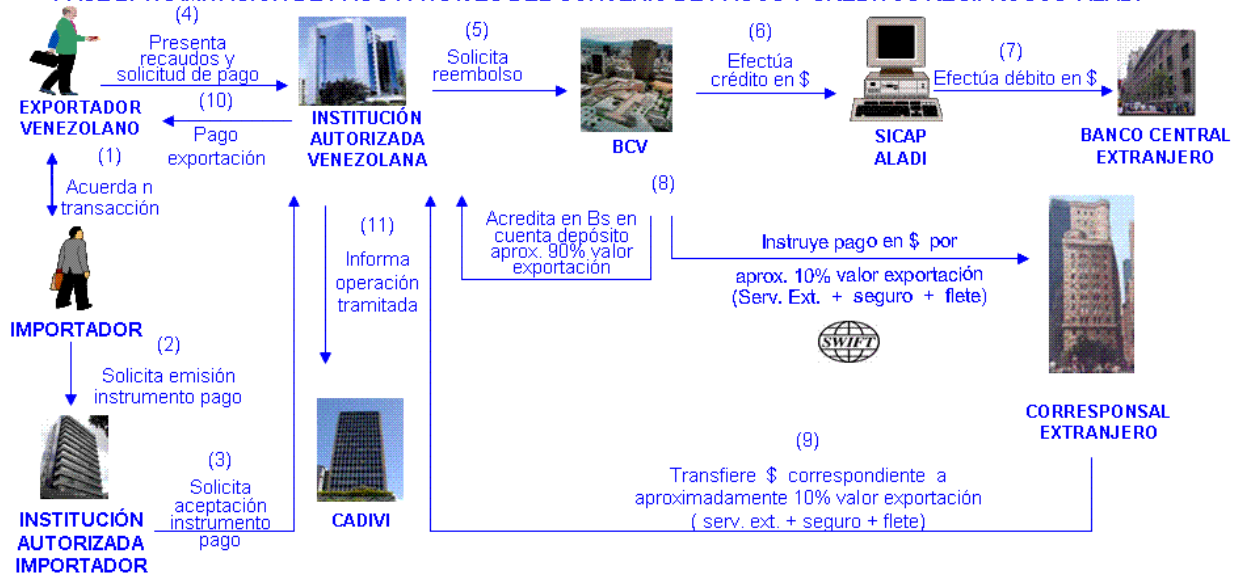 (4)
Presenta
recaudos y
solicitud de pago
(5)
Solicita
reembolso
(6)
Efectúa
crédito en $
(7)
Efectúa débito en $
EXPORTADOR
VENEZOLANO
(10)
Pago
exportación
INSTITUCIÓN
AUTORIZADA
VENEZOLANA
BCV
SICAP
ALADI
BANCO CENTRAL
EXTRANJERO
(1)
Acuerda n
transacción
(8)
Acredita en Bs en
cuenta depósito
aprox. 90% valor
exportación
Instruye pago en $ por
aprox. 10% valor exportación
(Serv. Ext. + seguro + flete)
SWIFT
(11)
Informa
operación
tramitada
IMPORTADOR
(2)
Solicita emisión
instrumento pago
CORRESPONSAL
EXTRANJERO
(3)
Solicita
aceptación
instrumento
pago
(9)
Transfiere $ correspondiente a
aproximadamente 10% valor exportación
( serv. ext. + seguro + flete)
CADIVI
INSTITUCIÓN
AUTORIZADA
IMPORTADOR